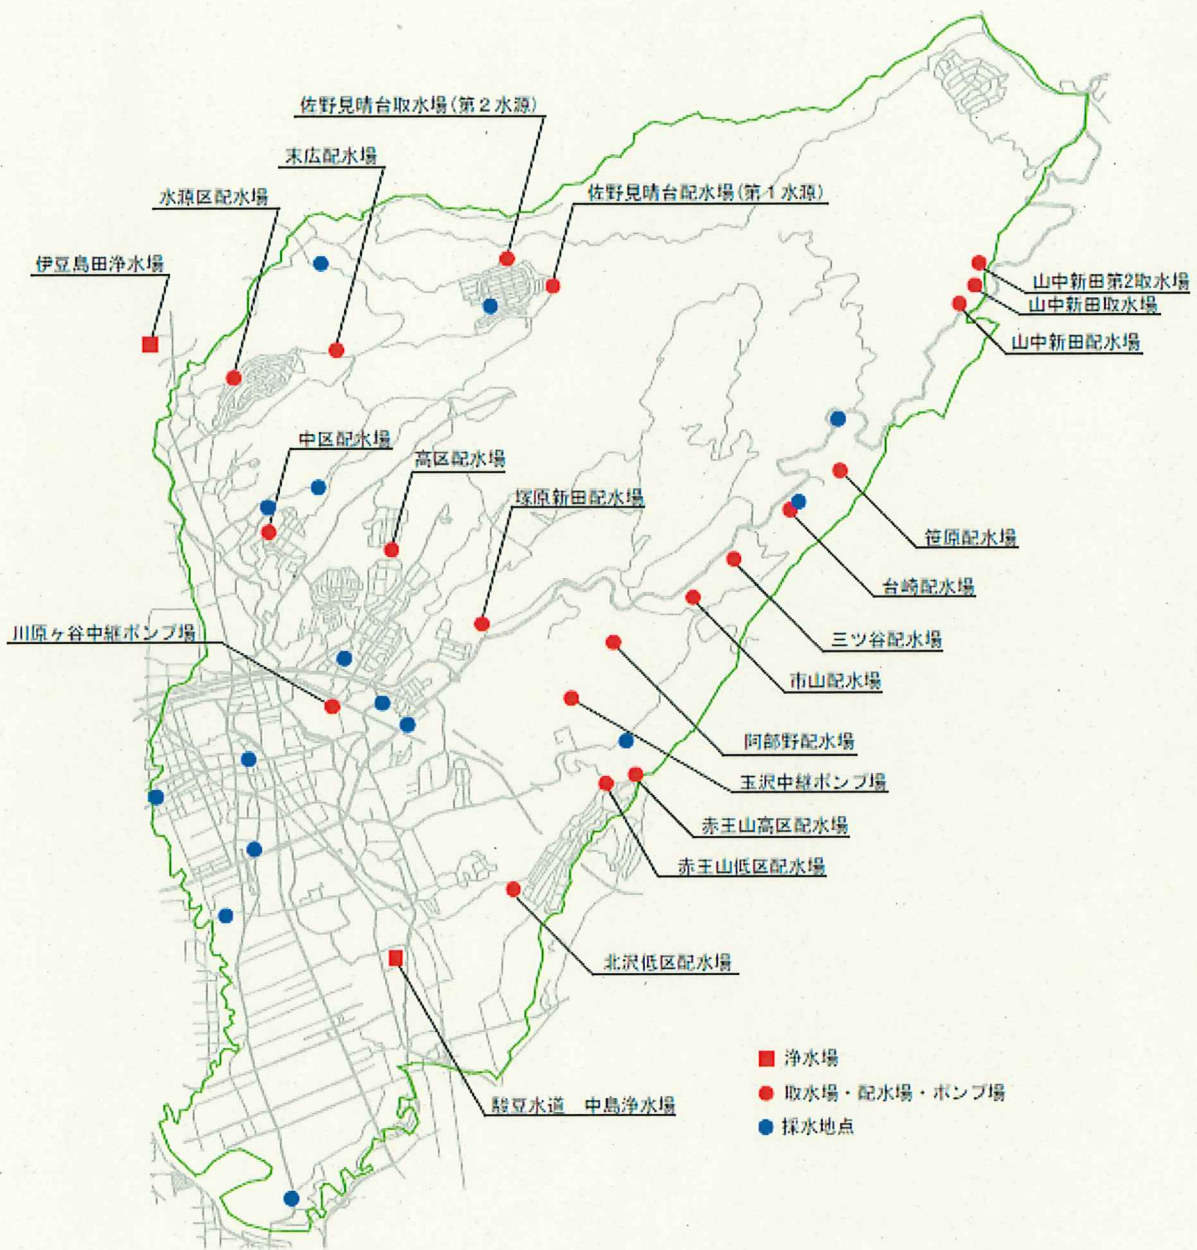 佐野見晴台取水場(第2水源)
末広配水場
水源区配水場
佐野見晴台配水場(第1水源)
伊豆島田浄水場
山中新田第2取水場
山中新田取水場
山中新田配水場
中区配水場
高区配水場
塚原新田配水場
笹原配水場
台崎配水場
川原ヶ谷中継ポンプ場
三ツ谷配水場
市山配水場
阿部野配水場
玉沢中継ポンプ場
赤王山高区配水場
赤王山低区配水場
北沢低区配水場
駿豆水道 中島浄水場
浄水場
取水場・配水場・ポンプ場
採水地点